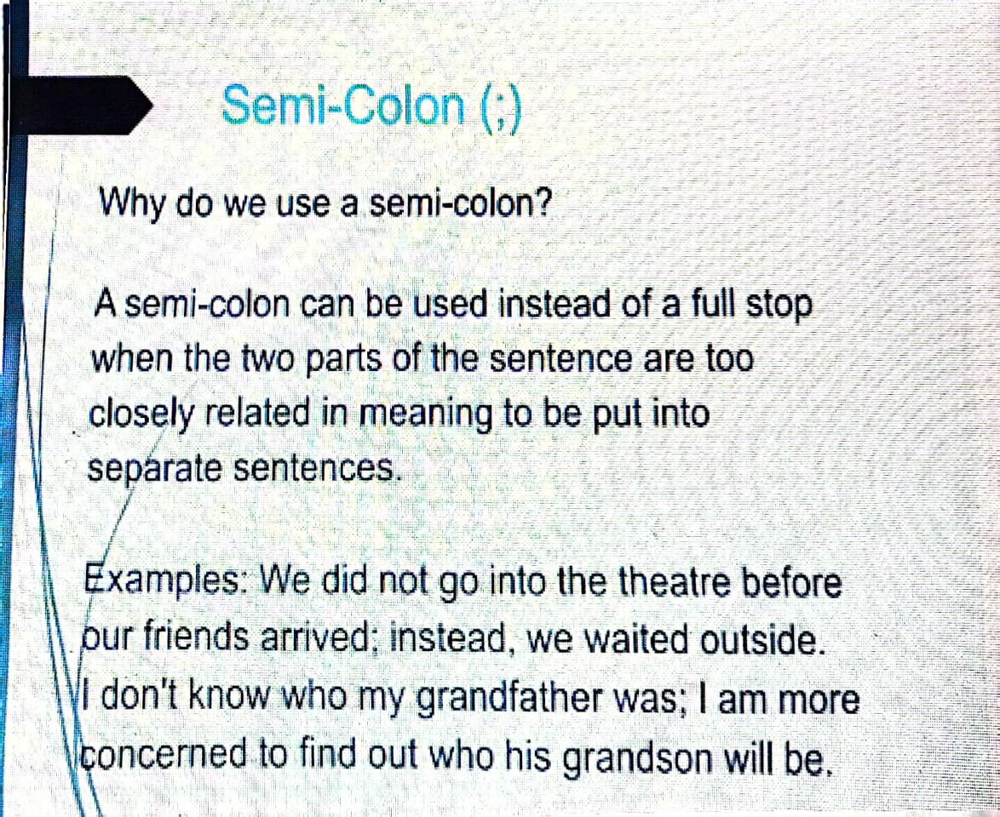 Semi-Colon (;)
Why do we use a semi-colon?
A semi-colon can be used instead of a full stop
when the two parts of the sentence are too
closely related in meaning to be put into
separate sentences.
Examples: We did not go into the theatre before
our friends arrived; instead, we waited outside.
I don't know who my grandfather was; I am more
concerned to find out who his grandson will be.